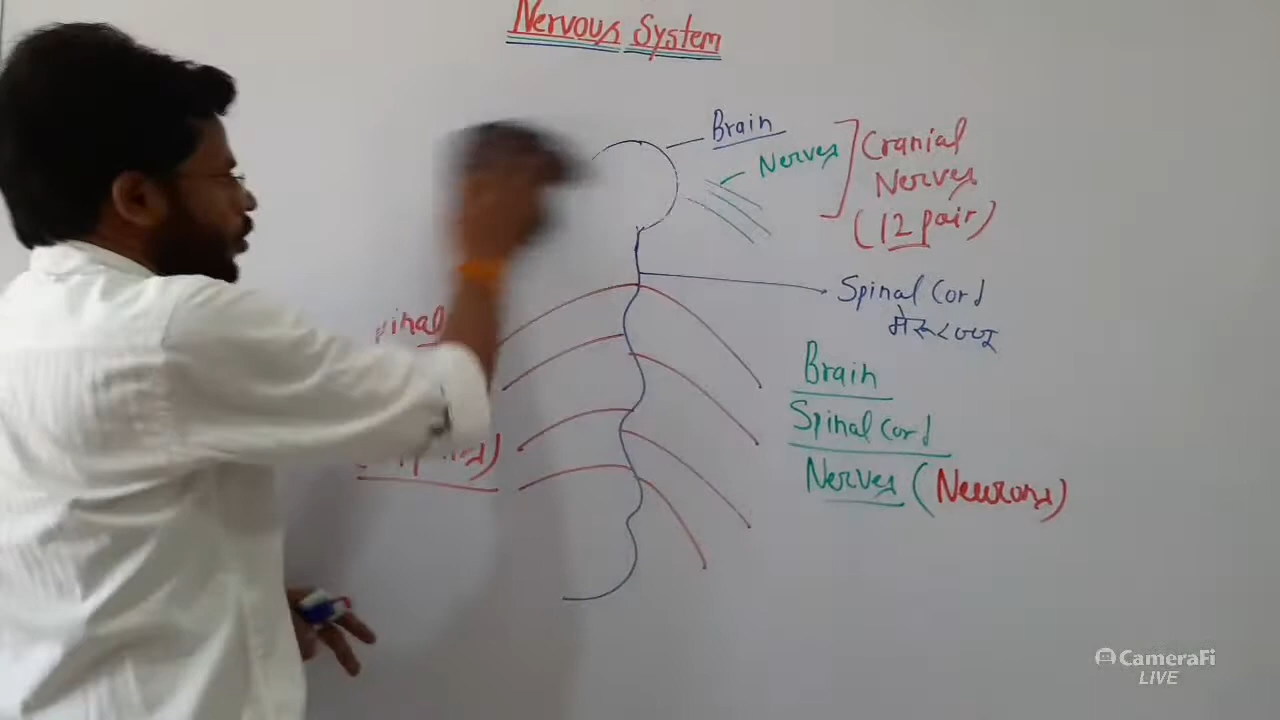 Nervous System
Brain
Nerves
Cranial
Nerves
(12 pair)
Spinal Cord
मेरूरज्जू
Brain
Spinal Cord
Nerves (Neurons)
CameraFi
LIVE